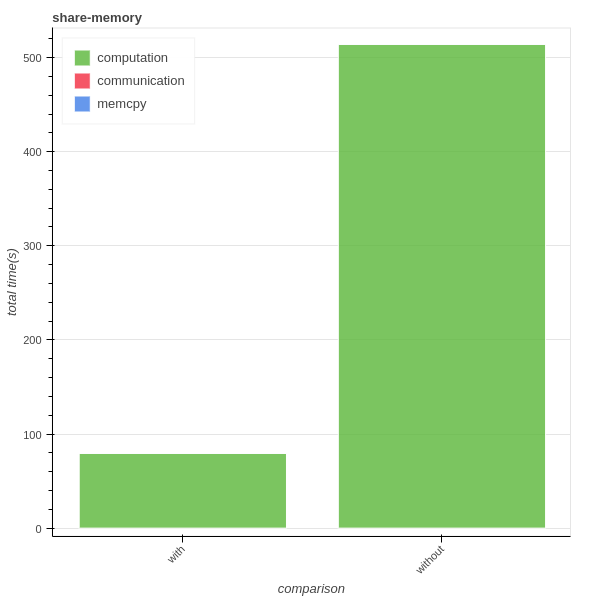 share-memory
computation
communication
memcpy
500
400
300
200
100
0
total time(s)
with
without
comparison